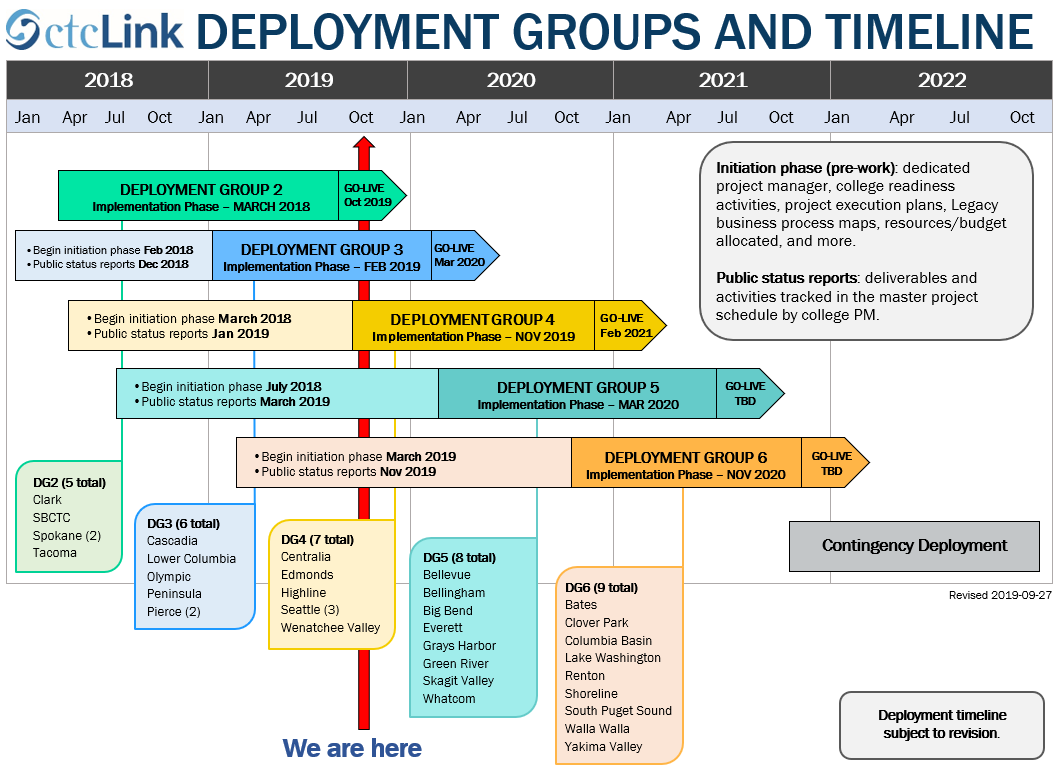 ctcLink DEPLOYMENT GROUPS AND TIMELINE
2018 2019 2020 2021 2022
Jan Apr Jul Oct Jan Apr Jul Oct Jan Apr Jul Oct Jan Apr Jul Oct Jan Apr Jul Oct
DEPLOYMENT GROUP 2
Implementation Phase – MARCH 2018
GO-LIVE
Oct 2019
• Begin initiation phase Feb 2018
• Public status reports Dec 2018
DEPLOYMENT GROUP 3
Implementation Phase – FEB 2019
GO-LIVE
Mar 2020
• Begin initiation phase March 2018
• Public status reports Jan 2019
DEPLOYMENT GROUP 4
Implementation Phase – NOV 2019
GO-LIVE
Feb 2021
• Begin initiation phase July 2018
• Public status reports March 2019
DEPLOYMENT GROUP 5
Implementation Phase – MAR 2020
GO-LIVE
TBD
• Begin initiation phase March 2019
• Public status reports Nov 2019
DEPLOYMENT GROUP 6
Implementation Phase – NOV 2020
GO-LIVE
TBD
Initiation phase (pre-work): dedicated
project manager, college readiness
activities, project execution plans, Legacy
business process maps, resources/budget
allocated, and more.
Public status reports: deliverables and
activities tracked in the master project
schedule by college PM.
DG2 (5 total)
Clark
SBCTC
Spokane (2)
Tacoma
DG3 (6 total)
Cascadia
Lower Columbia
Olympic
Peninsula
Pierce (2)
DG4 (7 total)
Centralia
Edmonds
Highline
Seattle (3)
Wenatchee Valley
DG5 (8 total)
Bellevue
Bellingham
Big Bend
Everett
Grays Harbor
Green River
Skagit Valley
Whatcom
DG6 (9 total)
Bates
Clover Park
Columbia Basin
Lake Washington
Renton
Shoreline
South Puget Sound
Walla Walla
Yakima Valley
Contingency Deployment
Revised 2019-09-27
Deployment timeline
subject to revision.
We are here